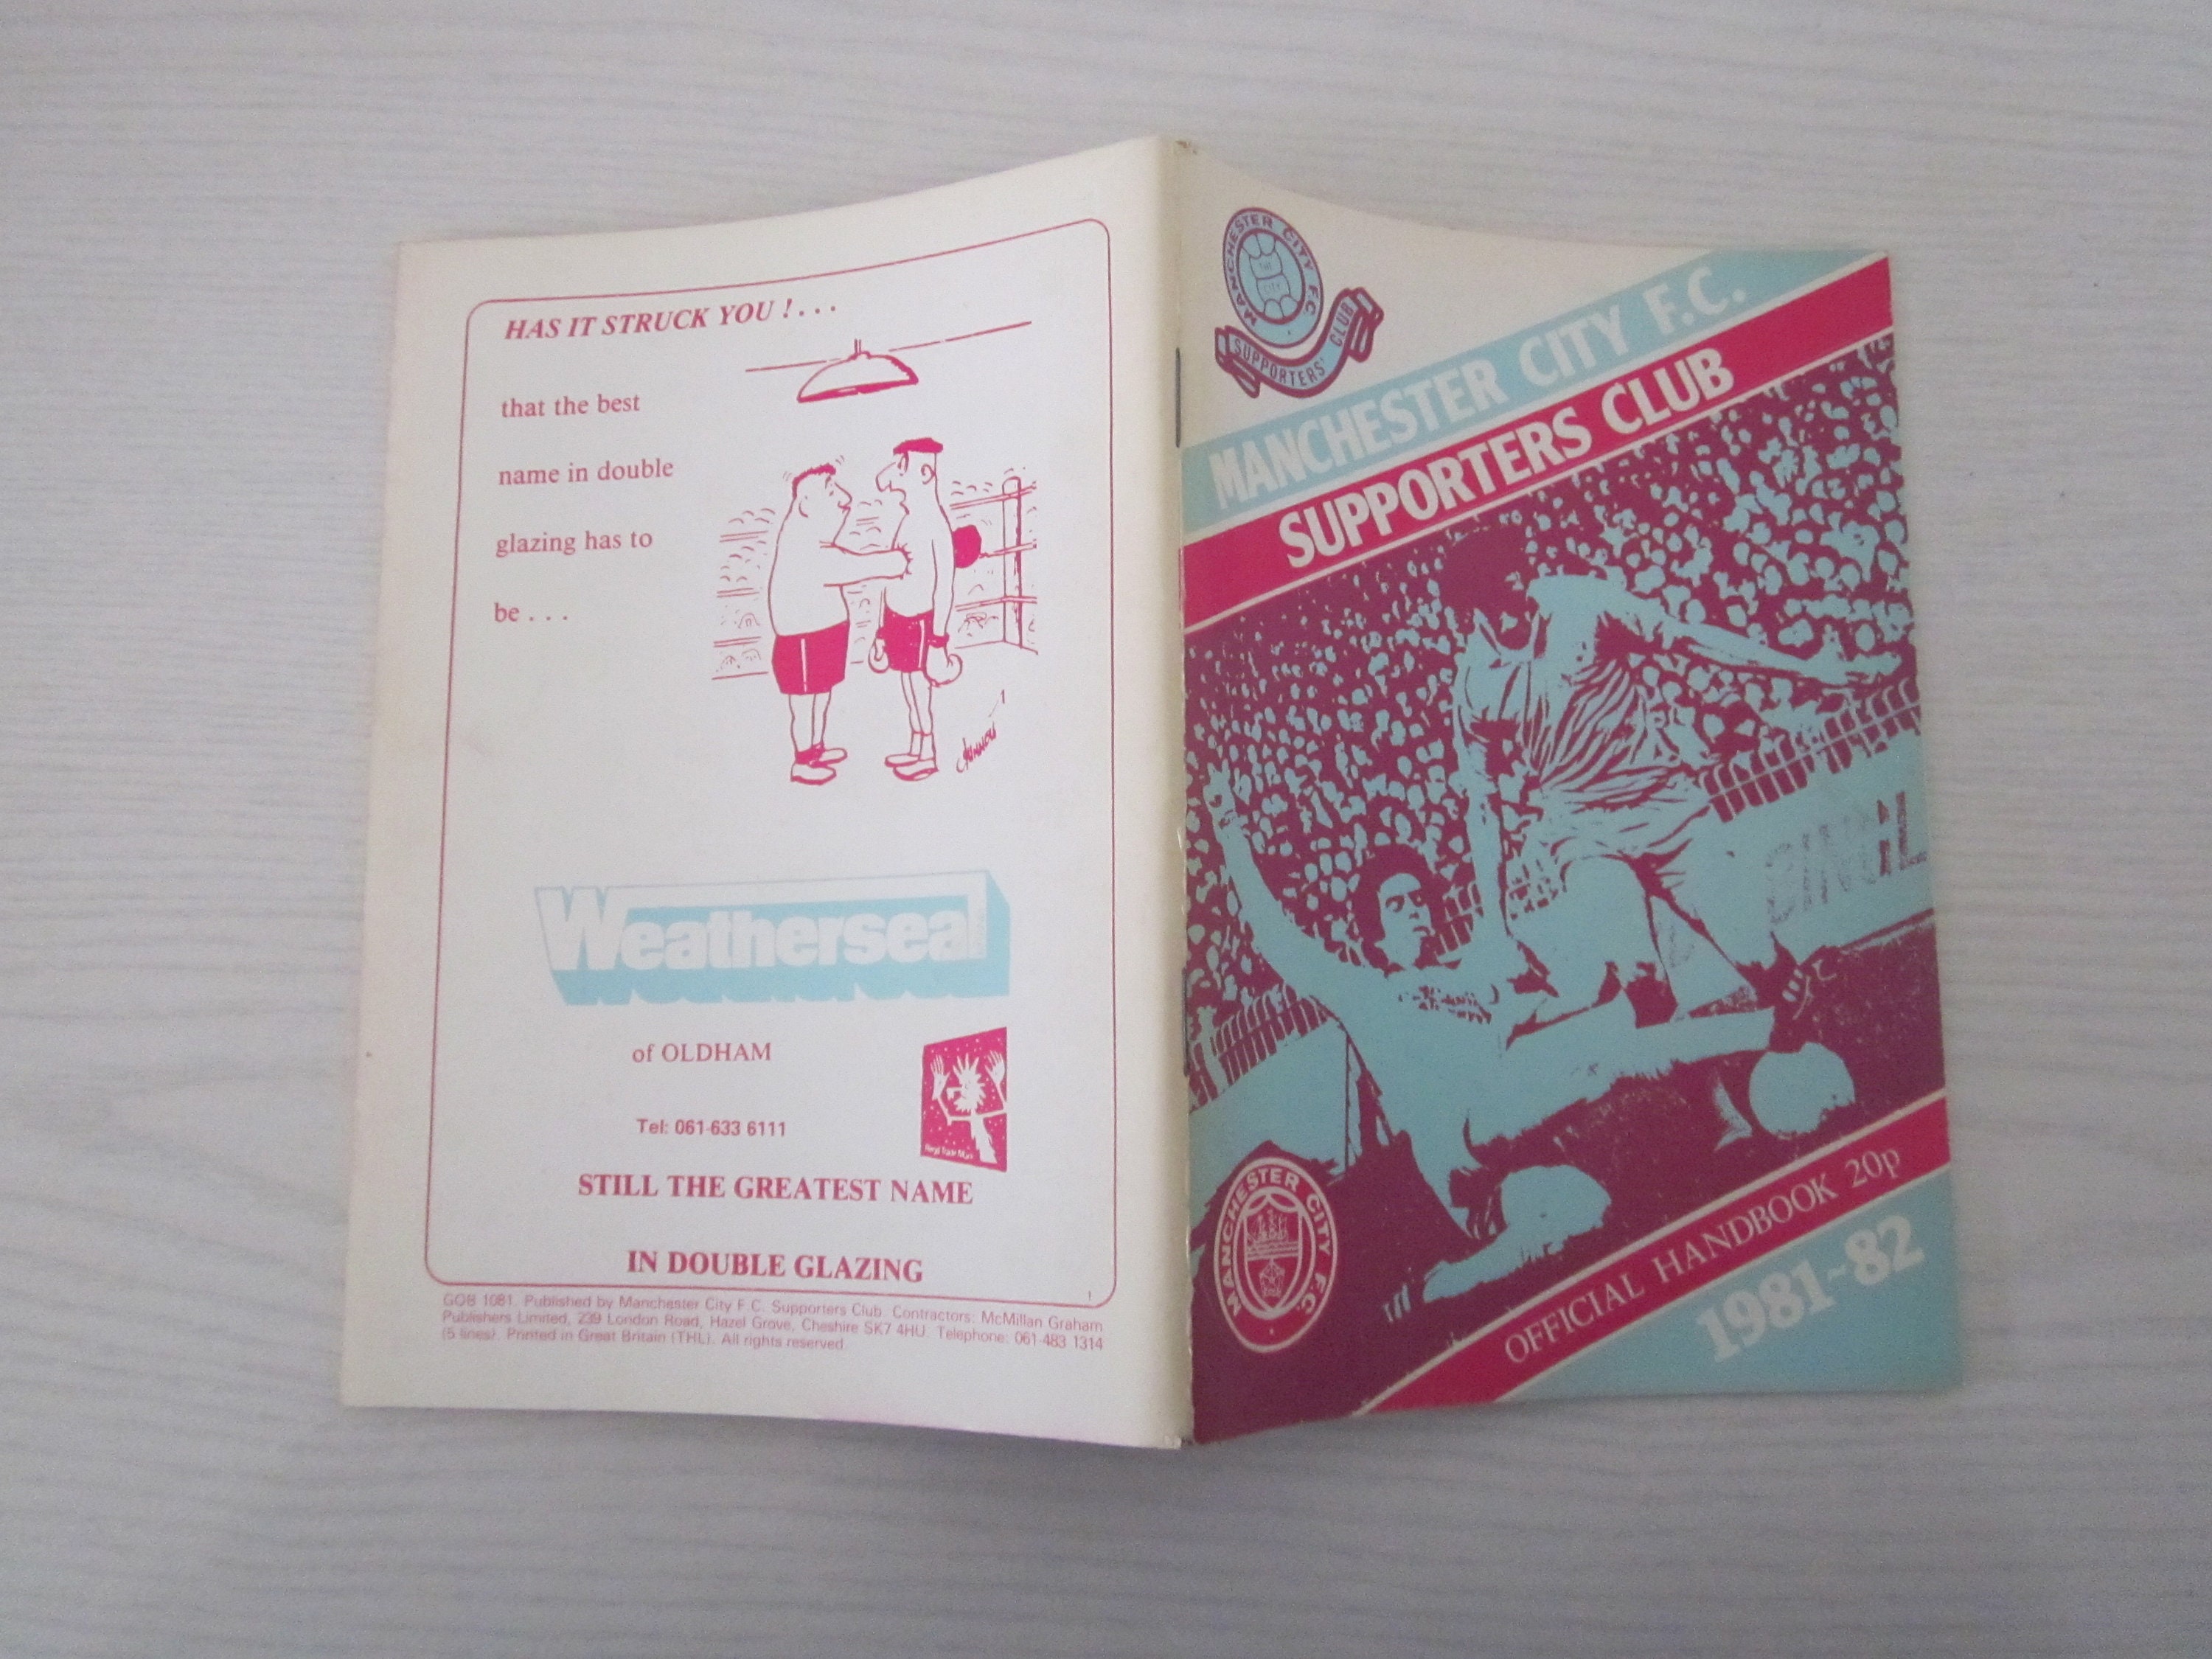 HAS IT STRUCK YOU ! . . .
that the best
name in double
glazing has to
be . . .
Weatherseal
of OLDHAM
Tel: 061-633 6111
STILL THE GREATEST NAME
IN DOUBLE GLAZING
1
GOB 1081. Published by Manchester City F.C. Supporters Club. Contractors: McMillan Graham
Publishers Limited, 239 London Road, Hazel Grove, Cheshire SK7 4HU. Telephone: 061-483 1314
(5 lines). Printed in Great Britain (THL). All rights reserved.
MANCHESTER CITY F.C.
THE
CITY
SUPPORTERS' CLUB
MANCHESTER CITY F.C.
SUPPORTERS CLUB
MANCHESTER CITY F.C.
OFFICIAL HANDBOOK 20p
1981~82